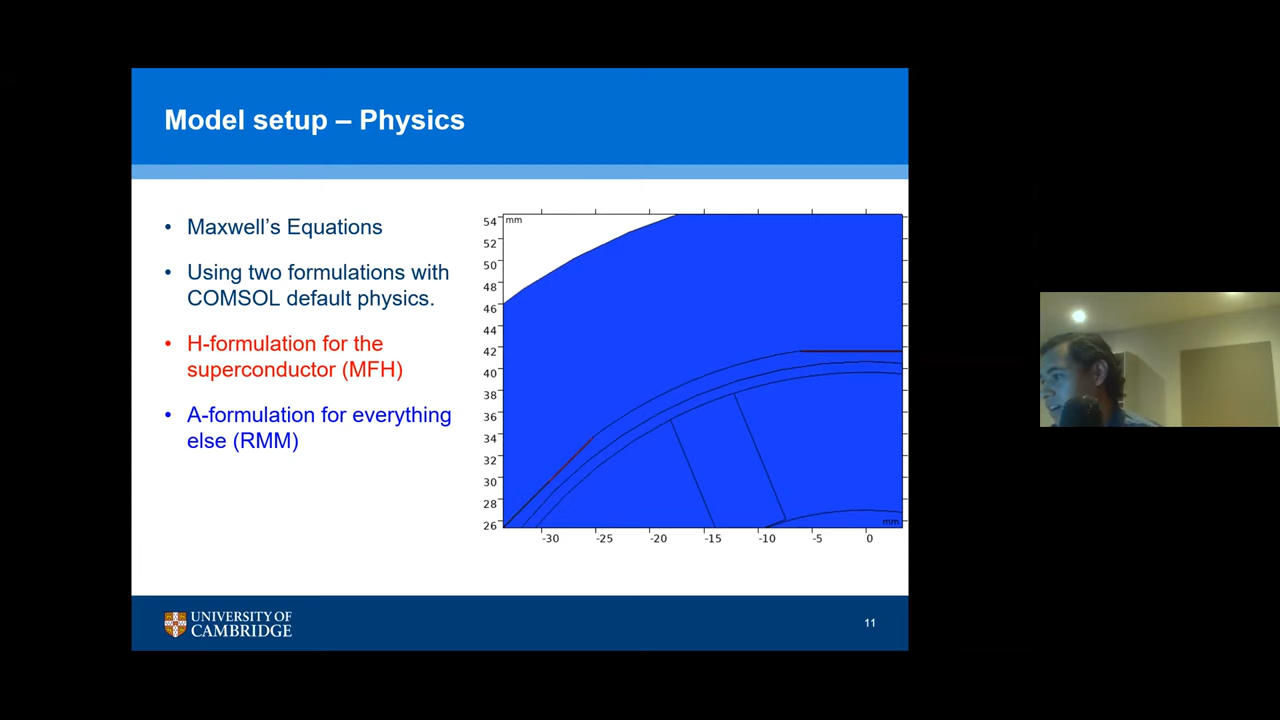 Model setup – Physics
• Maxwell's Equations
• Using two formulations with
COMSOL default physics.
• H-formulation for the
superconductor (MFH)
• A-formulation for everything
else (RMM)
mm
54
52
50
48
46
44
42
40
38
36
34
32
30
28
26
mm
-30 -25 -20 -15 -10 -5 0
UNIVERSITY OF
CAMBRIDGE
11